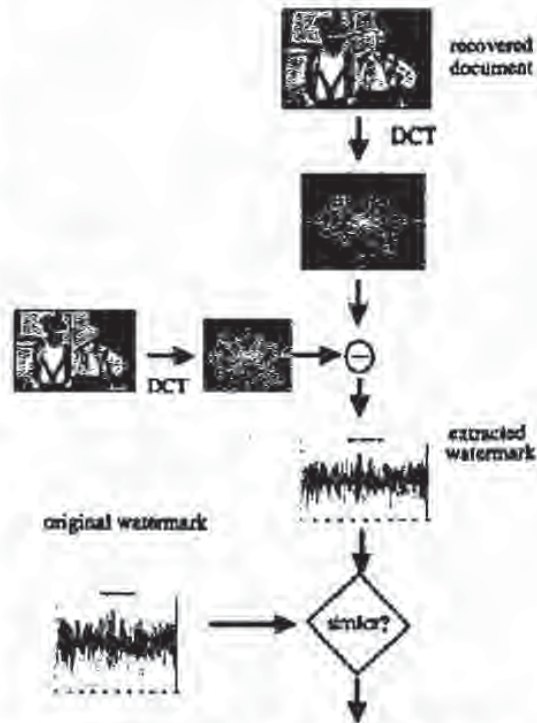 recovered
document
DCT
DCT
extracted
watermark
original watermark
similar?